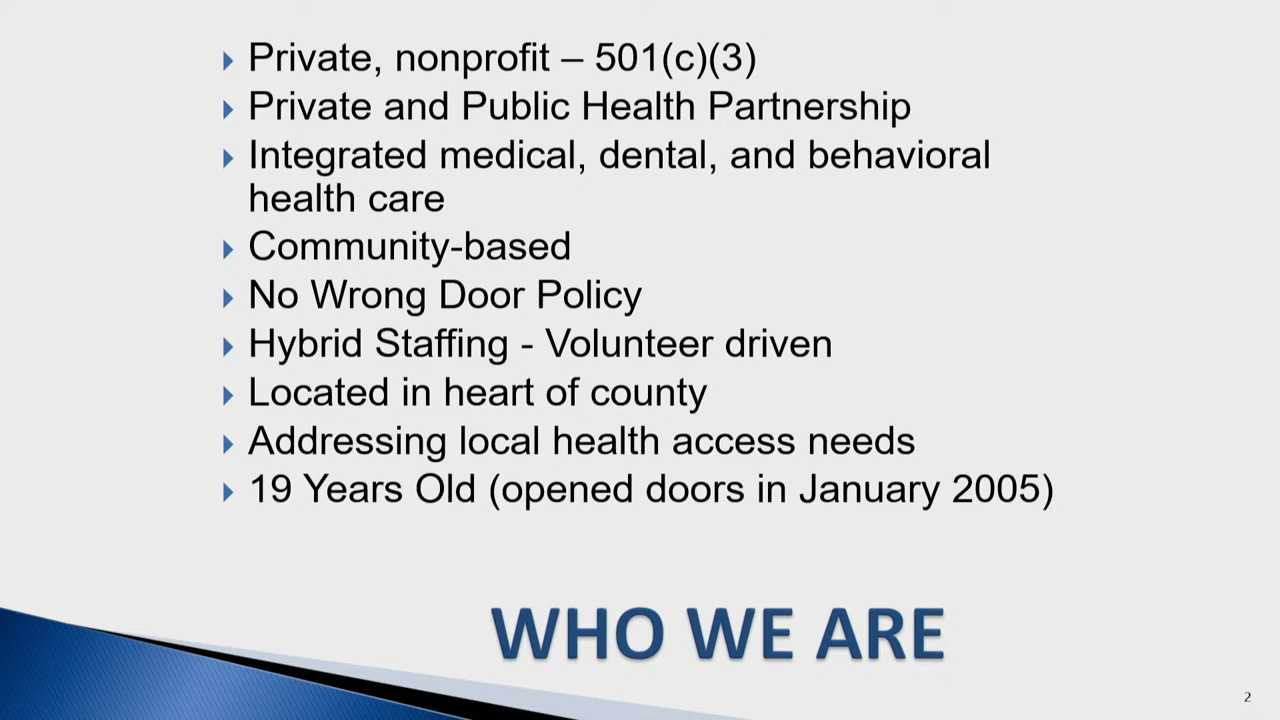 Private, nonprofit – 501(c)(3)
Private and Public Health Partnership
Integrated medical, dental, and behavioral
health care
Community-based
No Wrong Door Policy
Hybrid Staffing - Volunteer driven
Located in heart of county
Addressing local health access needs
19 Years Old (opened doors in January 2005)
WHO WE ARE
2